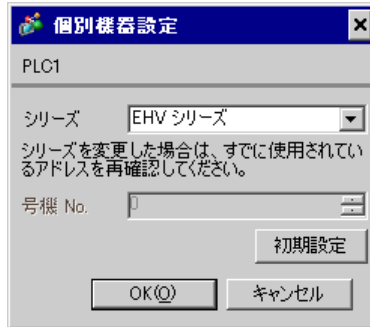 個別機器設定
PLC1
シリーズ
EHV シリーズ
シリーズを変更した場合は、すでに使用されてい
るアドレスを再確認してください。
号機 No.
0
初期設定
OK(O)
キャンセル